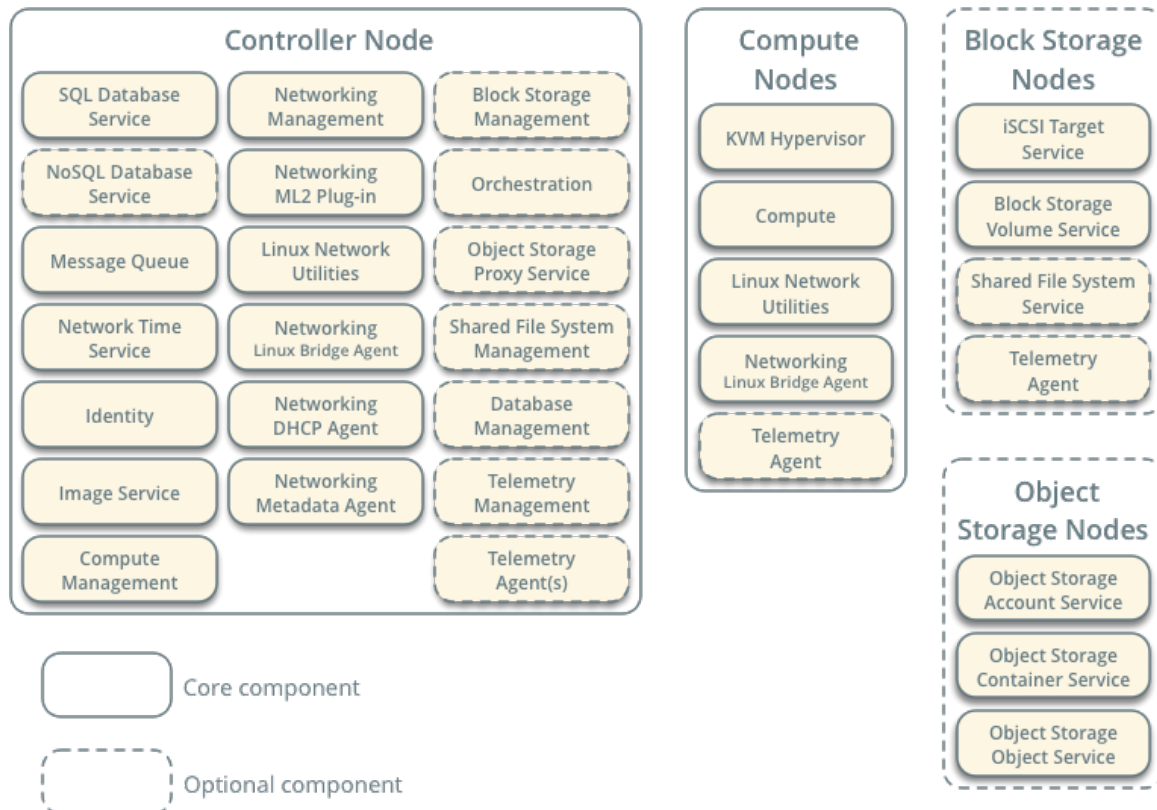 Controller Node
SQL Database
Service
NoSQL Database
Service
Message Queue
Network Time
Service
Identity
Image Service
Compute
Management
Networking
Management
Networking
ML2 Plug-in
Linux Network
Utilities
Networking
Linux Bridge Agent
Networking
DHCP Agent
Networking
Metadata Agent
Block Storage
Management
Orchestration
Object Storage
Proxy Service
Shared File System
Management
Database
Management
Telemetry
Management
Telemetry
Agent(s)
Compute
Nodes
KVM Hypervisor
Compute
Linux Network
Utilities
Networking
Linux Bridge Agent
Telemetry
Agent
Block Storage
Nodes
iSCSI Target
Service
Block Storage
Volume Service
Shared File System
Service
Telemetry
Agent
Object
Storage Nodes
Object Storage
Account Service
Object Storage
Container Service
Object Storage
Object Service
Core component
Optional component